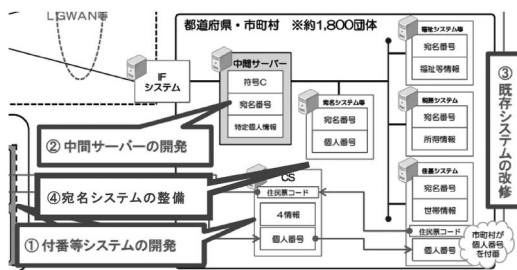 LGWAN等
都道府県・市町村 ※約1,800団体
IF
システム
中間サーバー
符号C
宛名番号
特定個人情報
宛名システム等
宛名番号
個人番号
福祉システム
宛名番号
福祉等情報
税務システム
宛名番号
所得情報
住基システム
宛名番号
世帯情報
住民票コード
個人番号
市町村が
個人番号
を付番
CS
住民票コード
4情報
個人番号
②中間サーバーの開発
④宛名システムの整備
①付番等システムの開発
③既存システムの改修